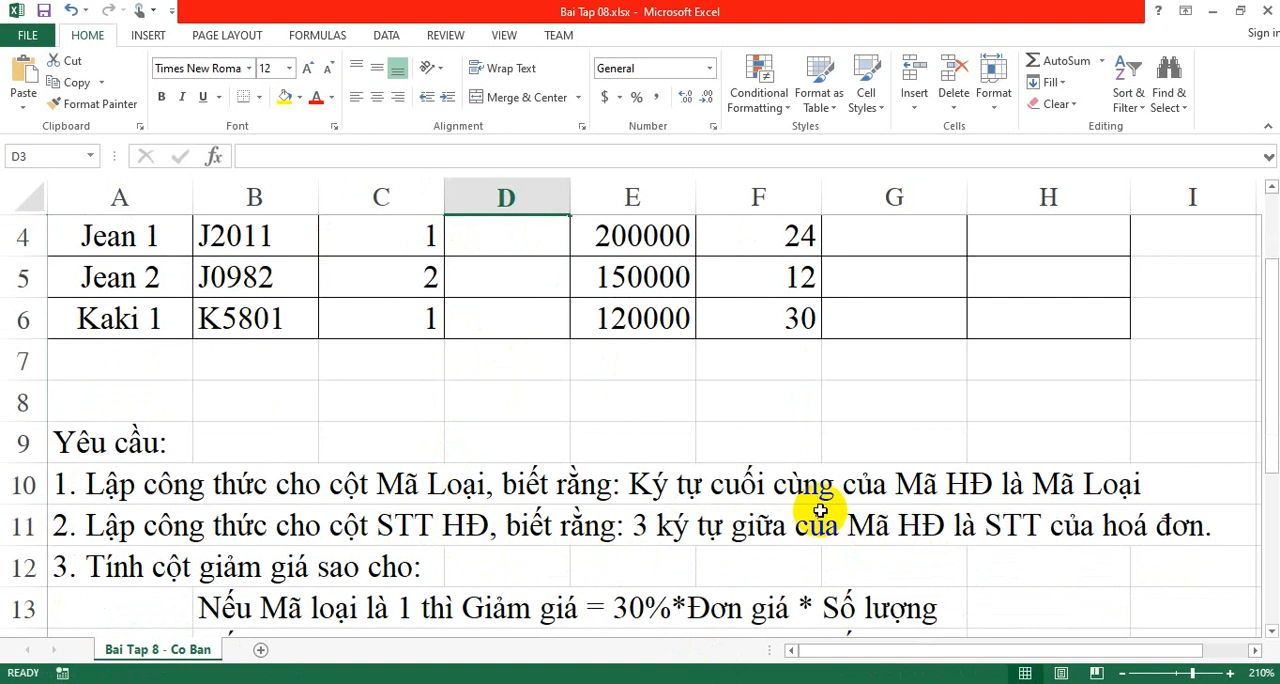 Bai Tap 08.xlsx - Microsoft Excel
?
FILE HOME INSERT PAGE LAYOUT FORMULAS DATA REVIEW VIEW TEAM Sign in
Paste
Cut
Copy
Format Painter
Clipboard
Times New Roma 12
B I U
Font
Wrap Text
Merge & Center
Alignment
General
$ % ,
Number
Conditional Formatting
Format as Table
Cell Styles
Styles
Insert
Delete
Format
Cells
AutoSum
Fill
Clear
Sort & Filter
Find & Select
Editing
D3
fx
A B C D E F G H I
4 Jean 1 J2011 1 200000 24
5 Jean 2 J0982 2 150000 12
6 Kaki 1 K5801 1 120000 30
7
8
9 Yêu cầu:
10 1. Lập công thức cho cột Mã Loại, biết rằng: Ký tự cuối cùng của Mã HĐ là Mã Loại
11 2. Lập công thức cho cột STT HĐ, biết rằng: 3 ký tự giữa của Mã HĐ là STT của hoá đơn.
12 3. Tính cột giảm giá sao cho:
13 Nếu Mã loại là 1 thì Giảm giá = 30%*Đơn giá * Số lượng
Bai Tap 8 - Co Ban
READY
210%